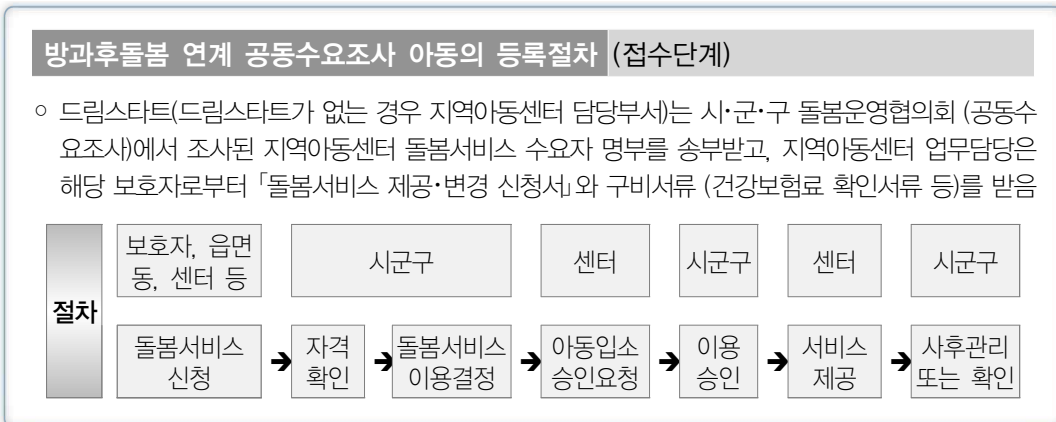 방과후돌봄 연계 공동수요조사 아동의 등록절차 (접수단계)
○ 드림스타트(드림스타트가 없는 경우 지역아동센터 담당부서)는 시·군·구 돌봄운영협의회 (공동수
요조사)에서 조사된 지역아동센터 돌봄서비스 수요자 명부를 송부받고, 지역아동센터 업무담당은
해당 보호자로부터 「돌봄서비스 제공·변경 신청서」와 구비서류 (건강보험료 확인서류 등)를 받음
절차
보호자, 읍면
동, 센터 등
시군구
센터
시군구
센터
시군구
돌봄서비스
신청
➔
자격
확인
➔
돌봄서비스
이용결정
➔
아동입소
승인요청
➔
이용
승인
➔
서비스
제공
➔
사후관리
또는 확인